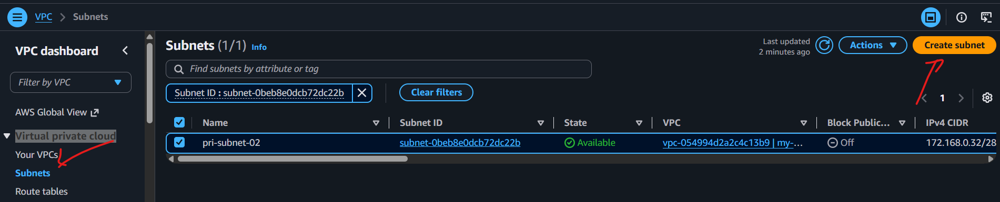 VPC > Subnets
VPC dashboard
Filter by VPC
AWS Global View
Virtual private cloud
Your VPCs
Subnets
Route tables
Subnets (1/1) Info
Last updated
2 minutes ago
Actions
Create subnet
Find subnets by attribute or tag
Subnet ID : subnet-0beb8e0dcb72dc22b
Clear filters
1
Name Subnet ID State VPC Block Public... IPv4 CIDR
pri-subnet-02 subnet-0beb8e0dcb72dc22b Available vpc-054994d2a2c4c13b9 | my-... Off 172.168.0.32/28